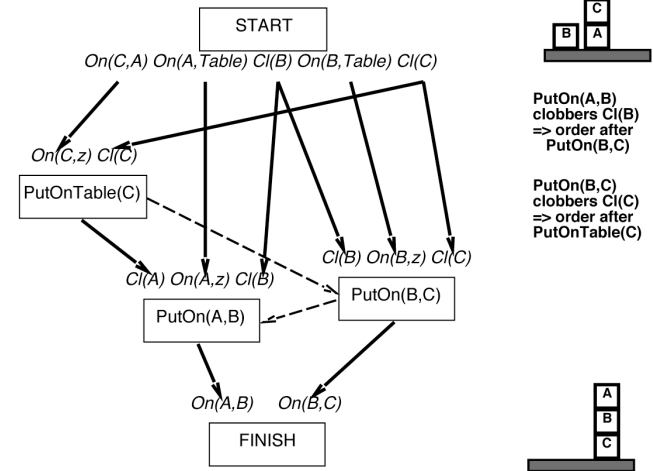 START
On(C,A) On(A,Table) Cl(B) On(B,Table) Cl(C)
On(C,z) Cl(C)
PutOnTable(C)
Cl(A) On(A,z) Cl(B)
PutOn(A,B)
Cl(B) On(B,z) Cl(C)
PutOn(B,C)
On(A,B) On(B,C)
FINISH
C
B A
PutOn(A,B)
clobbers Cl(B)
=> order after
PutOn(B,C)
PutOn(B,C)
clobbers Cl(C)
=> order after
PutOnTable(C)
A
B
C